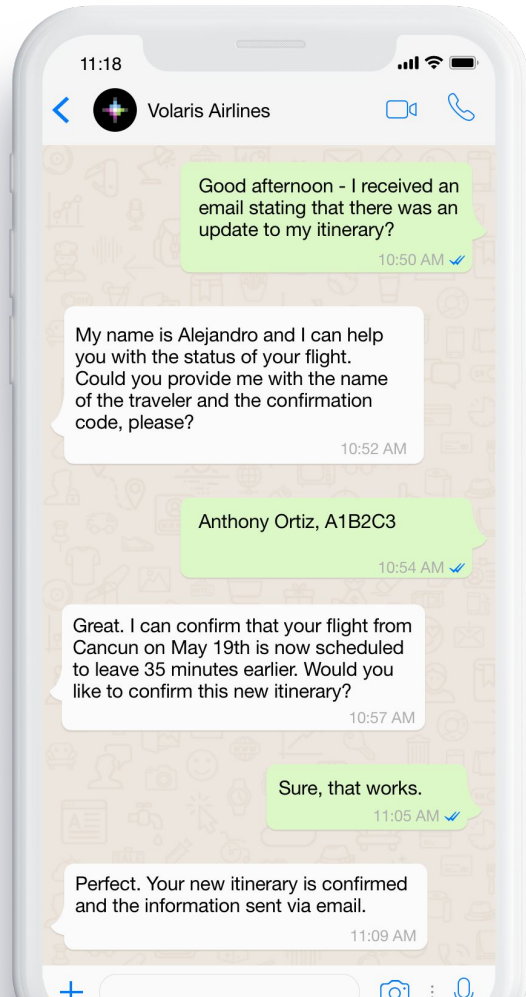 11:18
Volaris Airlines
Good afternoon - I received an
email stating that there was an
update to my itinerary?
10:50 AM
My name is Alejandro and I can help
you with the status of your flight.
Could you provide me with the name
of the traveler and the confirmation
code, please?
10:52 AM
Anthony Ortiz, A1B2C3
10:54 AM
Great. I can confirm that your flight from
Cancun on May 19th is now scheduled
to leave 35 minutes earlier. Would you
like to confirm this new itinerary?
10:57 AM
Sure, that works.
11:05 AM
Perfect. Your new itinerary is confirmed
and the information sent via email.
11:09 AM